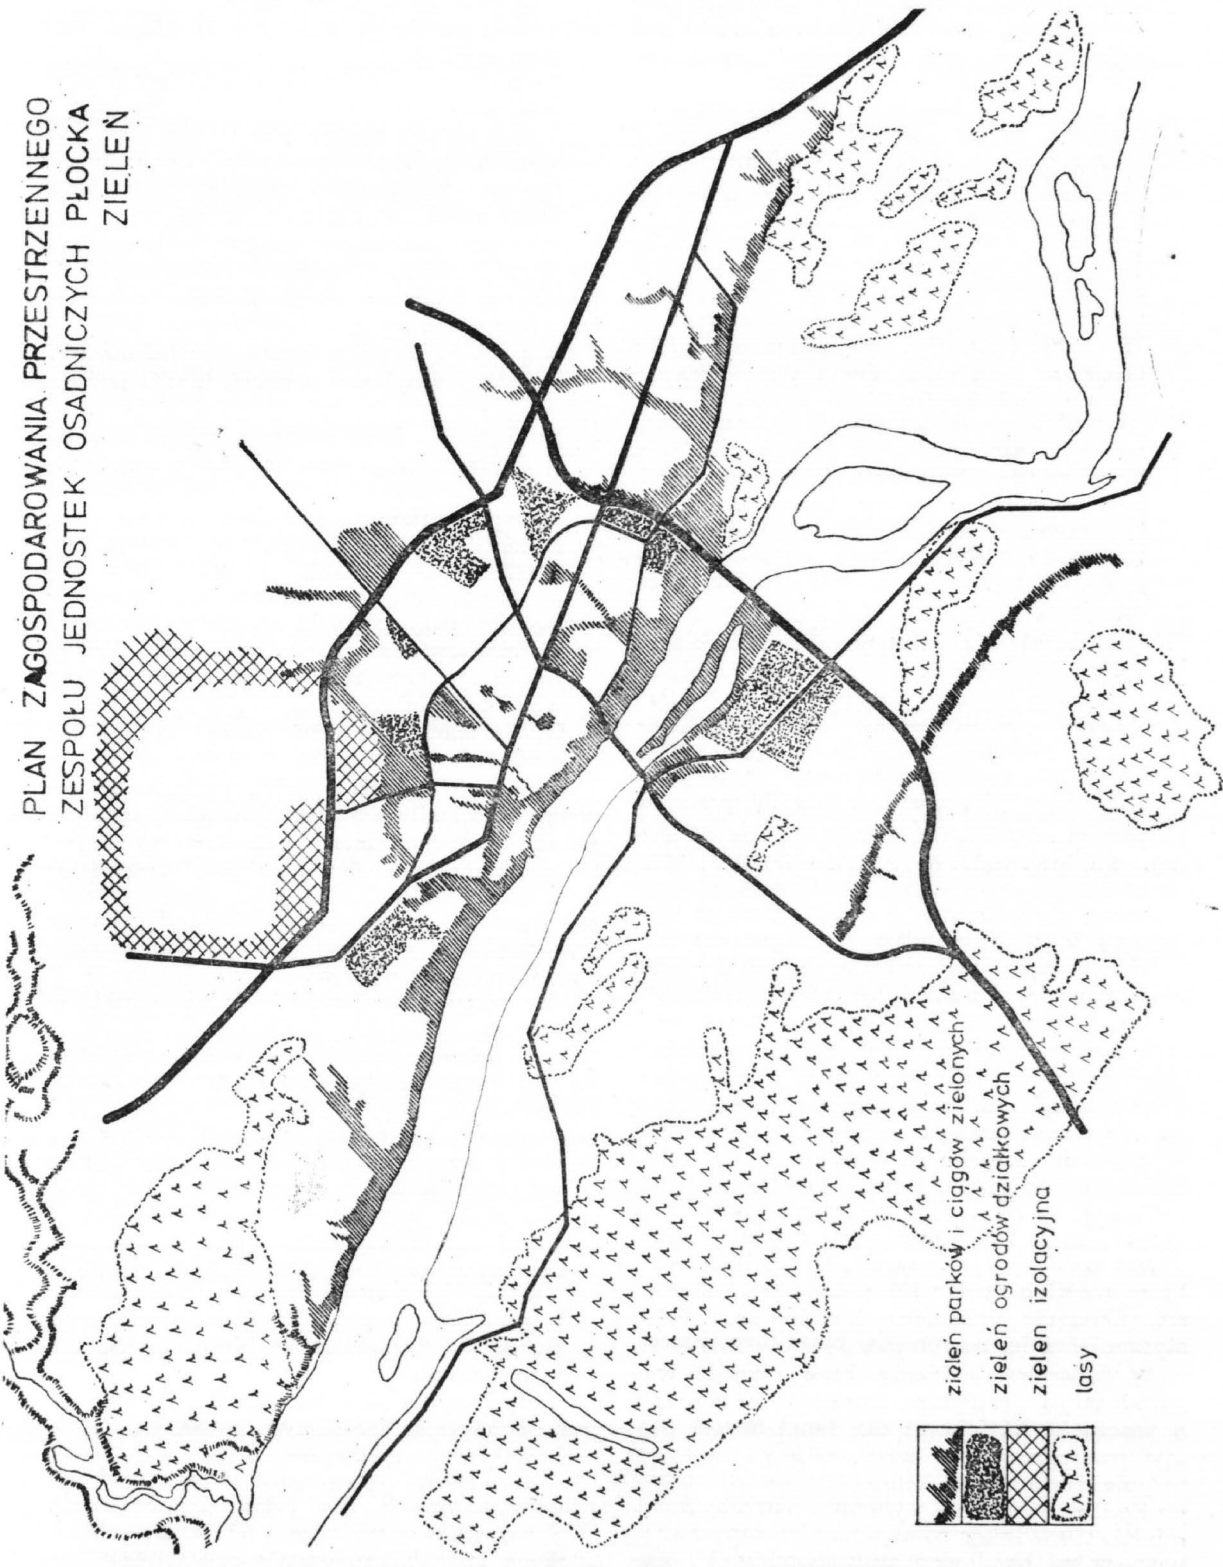 PLAN ZAGOSPODAROWANIA PRZESTRZENNEGO
ZESPOŁU JEDNOSTEK OSADNICZYCH PŁOCKA
ZIELEŃ
zieleń parków i ciągów zielonych
zieleń ogrodów działkowych
zieleń izolacyjna
lasy